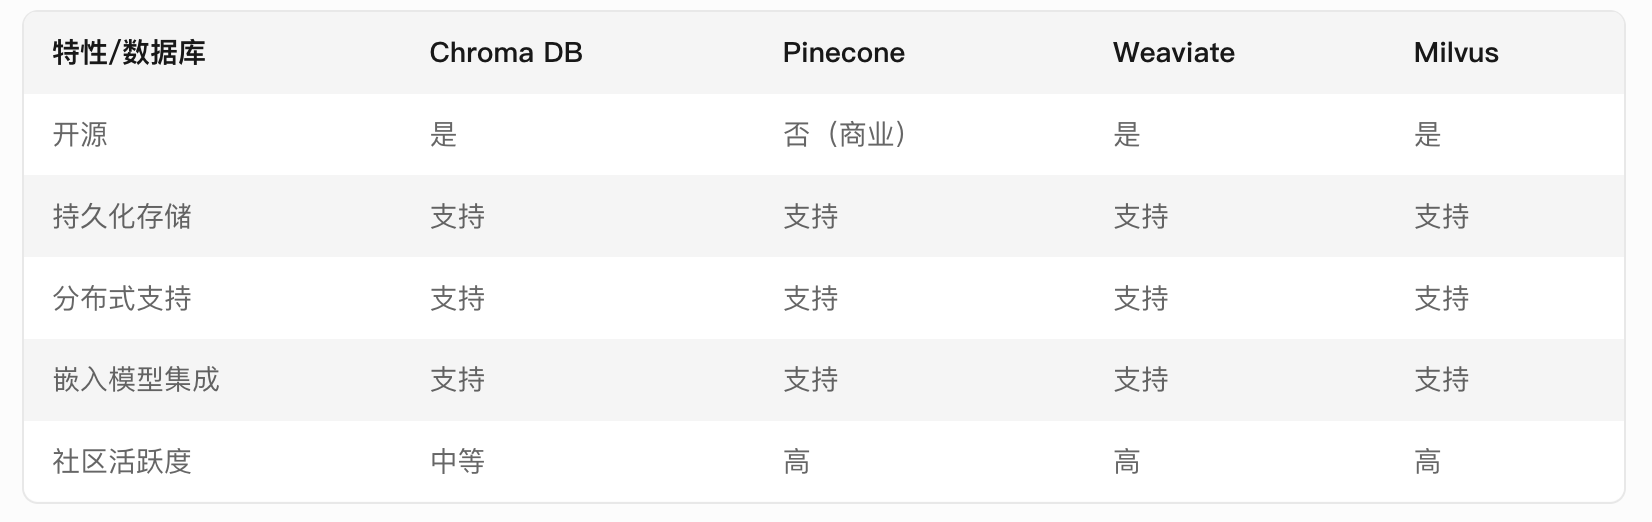 特性/数据库 Chroma DB Pinecone Weaviate Milvus
开源 是 否（商业） 是 是
持久化存储 支持 支持 支持 支持
分布式支持 支持 支持 支持 支持
嵌入模型集成 支持 支持 支持 支持
社区活跃度 中等 高 高 高